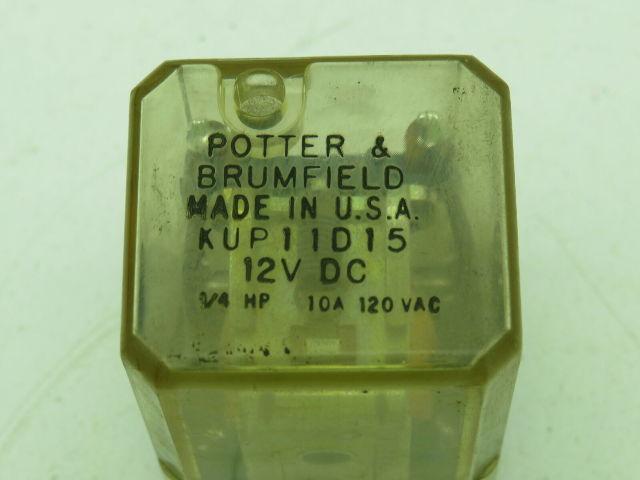 POTTER &
BRUMFIELD
MADE IN U.S.A.
KUP11D15
12V DC
1/4 HP 10A 120 VAC